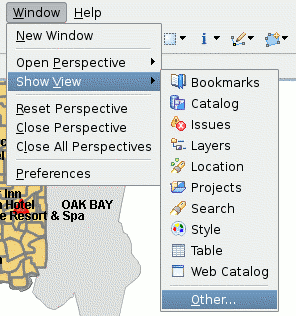 Window Help
New Window
Open Perspective
Show View
Reset Perspective
Close Perspective
Close All Perspectives
Preferences
Bookmarks
Catalog
Issues
Layers
Location
Projects
Search
Style
Table
Web Catalog
Other...
Inn
Hotel
Resort & Spa
OAK BAY